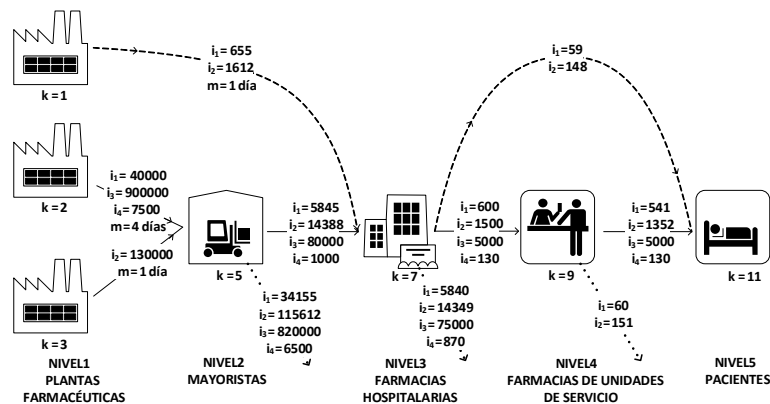 i₁= 655
i₂= 1612
m= 1 día
i₁= 59
i₂= 148
k = 1
i₁= 40000
i₃= 900000
i₄= 7500
m= 4 días
k = 2
i₂= 130000
m= 1 día
k = 3
i₁= 5845
i₂= 14388
i₃= 80000
i₄= 1000
k = 5
i₁= 34155
i₂= 115612
i₃= 820000
i₄= 6500
i₁= 600
i₂= 1500
i₃= 5000
i₄= 130
k = 7
i₁= 5840
i₂= 14349
i₃= 75000
i₄= 870
i₁= 541
i₂= 1352
i₃= 5000
i₄= 130
k = 9
i₁= 60
i₂= 151
k = 11
NIVEL1
PLANTAS
FARMACÉUTICAS
NIVEL2
MAYORISTAS
NIVEL3
FARMACIAS
HOSPITALARIAS
NIVEL4
FARMACIAS DE UNIDADES
DE SERVICIO
NIVEL5
PACIENTES